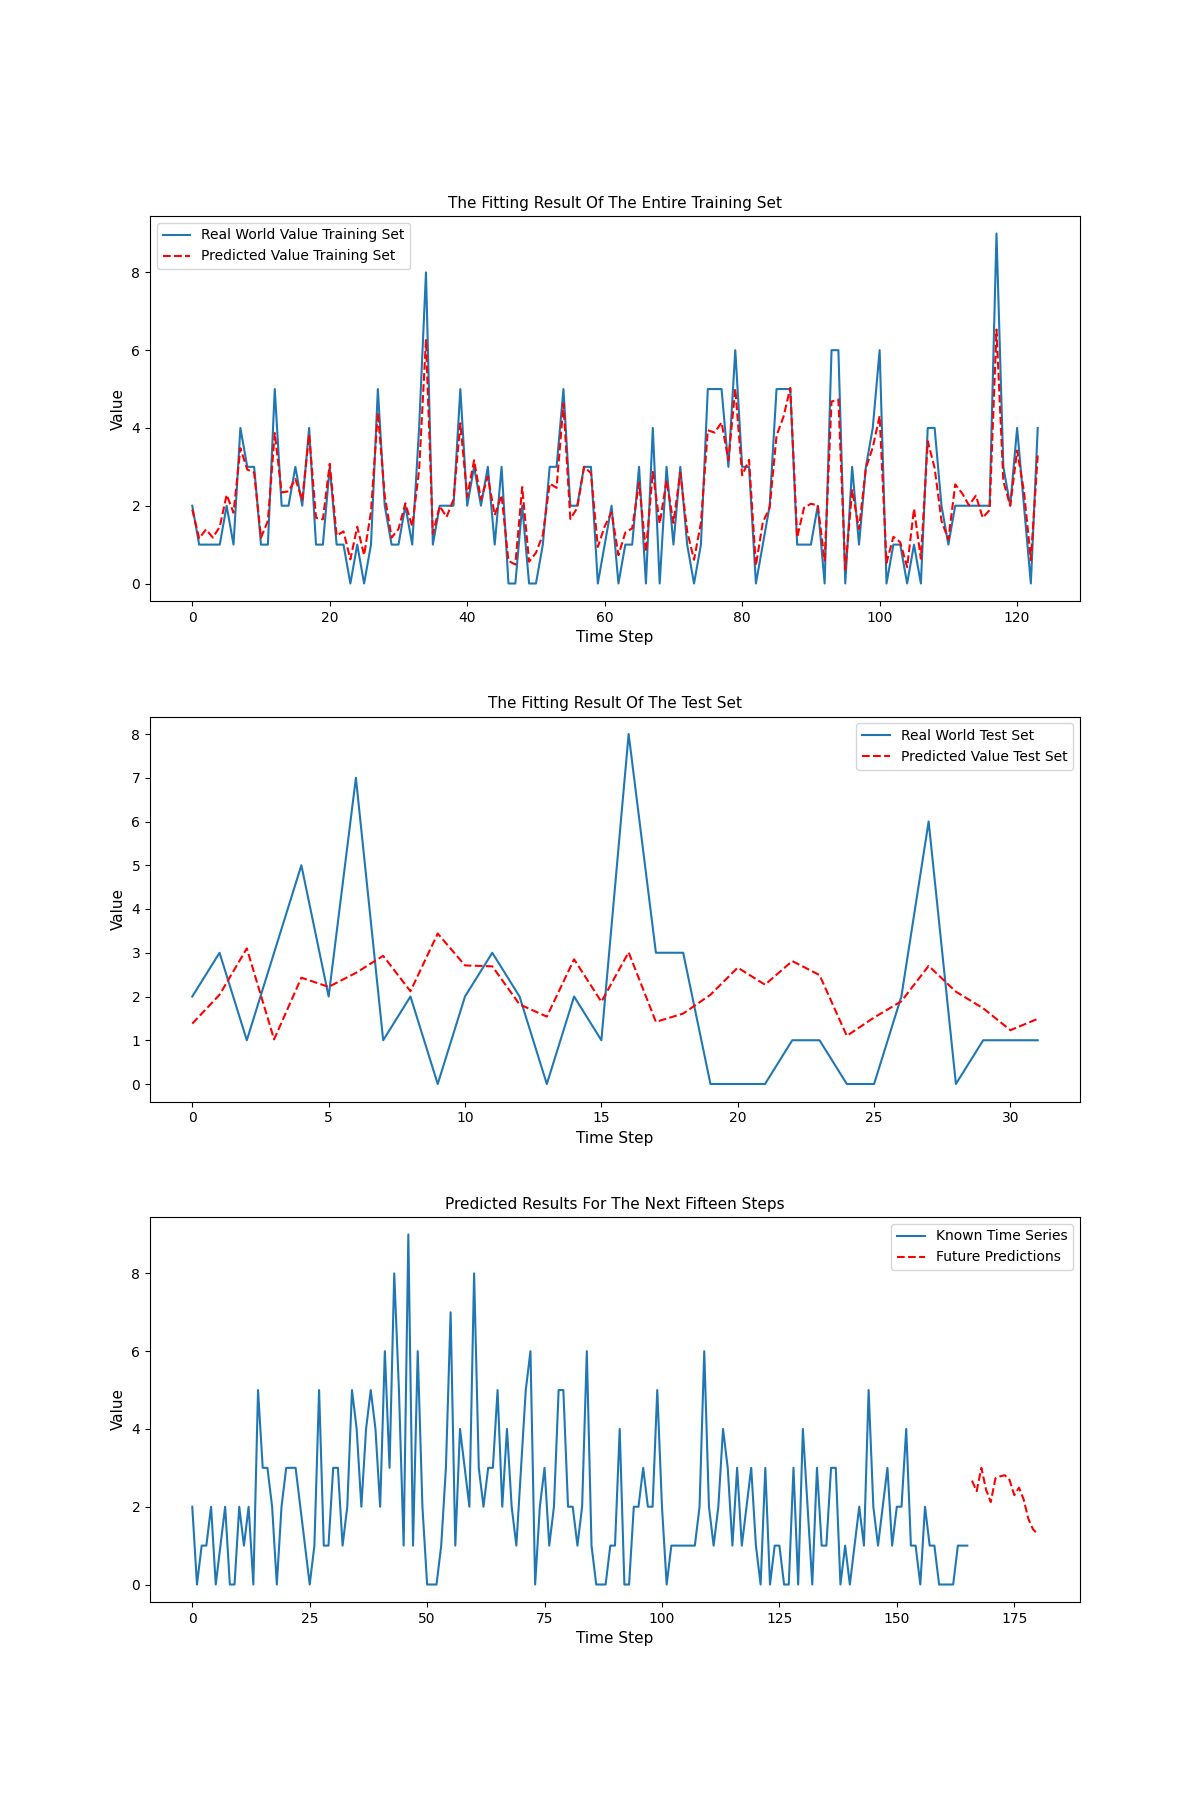 The Fitting Result Of The Entire Training Set
Real World Value Training Set
Predicted Value Training Set
Value
8
6
4
2
0
0 20 40 60 80 100 120
Time Step
The Fitting Result Of The Test Set
Real World Test Set
Predicted Value Test Set
Value
8
7
6
5
4
3
2
1
0
0 5 10 15 20 25 30
Time Step
Predicted Results For The Next Fifteen Steps
Known Time Series
Future Predictions
Value
8
6
4
2
0
0 25 50 75 100 125 150 175
Time Step